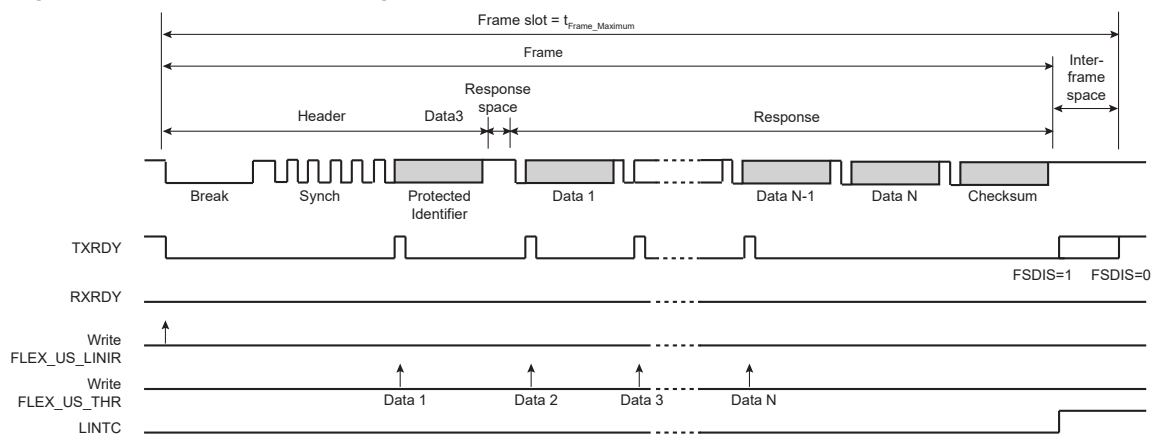 Frame slot = tFrame_Maximum
Frame
Inter-
frame
space
Response
space
Header
Data3
Response
Break
Synch
Protected
Identifier
Data 1
Data N-1
Data N
Checksum
TXRDY
FSDIS=1
FSDIS=0
RXRDY
Write
FLEX_US_LINIR
Write
FLEX_US_THR
Data 1
Data 2
Data 3
Data N
LINTC